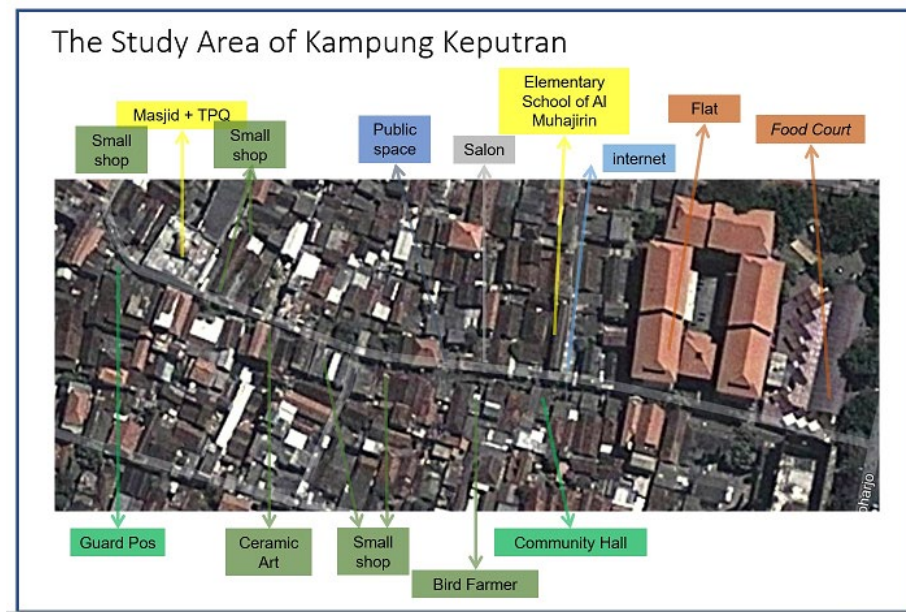 The Study Area of Kampung Keputran
Elementary
School of Al
Muhajirin
Flat
Food Court
Masjid + TPQ
Small
shop
Small
shop
Public
space
Salon
internet
Guard Pos
Ceramic
Art
Small
shop
Community Hall
Bird Farmer